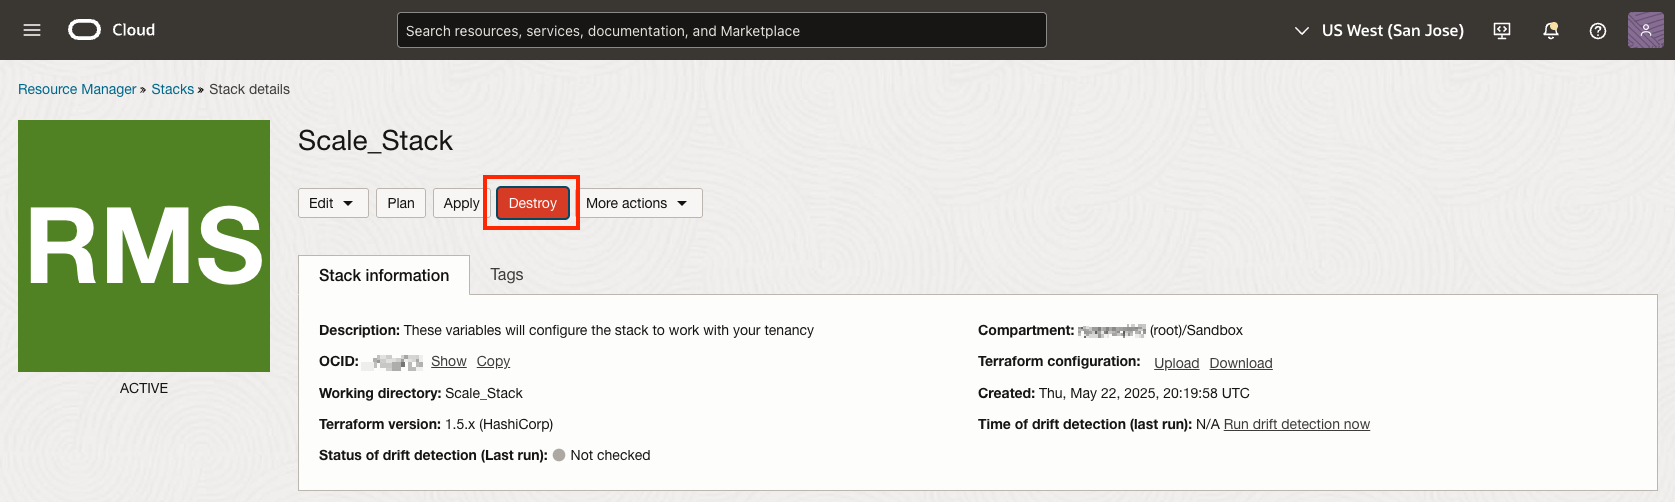 Cloud
Search resources, services, documentation, and Marketplace
US West (San Jose)
Resource Manager » Stacks » Stack details
RMS
ACTIVE
Scale_Stack
Edit
Plan
Apply
Destroy
More actions
Stack information
Tags
Description: These variables will configure the stack to work with your tenancy
OCID: Show Copy
Working directory: Scale_Stack
Terraform version: 1.5.x (HashiCorp)
Status of drift detection (Last run): Not checked
Compartment: (root)/Sandbox
Terraform configuration: Upload Download
Created: Thu, May 22, 2025, 20:19:58 UTC
Time of drift detection (last run): N/A Run drift detection now